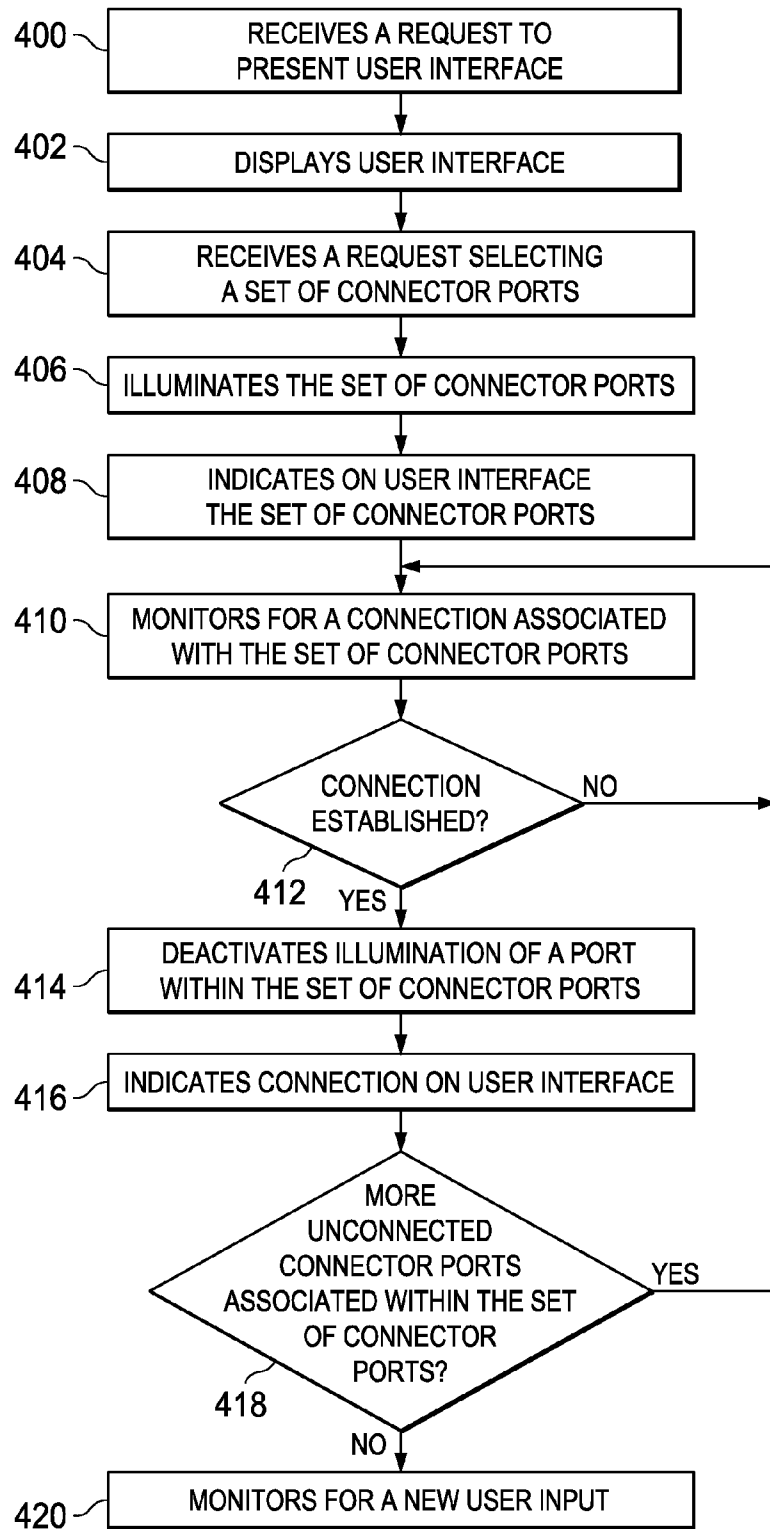 400
RECEIVES A REQUEST TO
PRESENT USER INTERFACE
402
DISPLAYS USER INTERFACE
404
RECEIVES A REQUEST SELECTING
A SET OF CONNECTOR PORTS
406
ILLUMINATES THE SET OF CONNECTOR PORTS
408
INDICATES ON USER INTERFACE
THE SET OF CONNECTOR PORTS
410
MONITORS FOR A CONNECTION ASSOCIATED
WITH THE SET OF CONNECTOR PORTS
CONNECTION
ESTABLISHED?
NO
412
YES
414
DEACTIVATES ILLUMINATION OF A PORT
WITHIN THE SET OF CONNECTOR PORTS
416
INDICATES CONNECTION ON USER INTERFACE
MORE
UNCONNECTED
CONNECTOR PORTS
ASSOCIATED WITHIN THE SET
OF CONNECTOR
PORTS?
YES
418
NO
420
MONITORS FOR A NEW USER INPUT